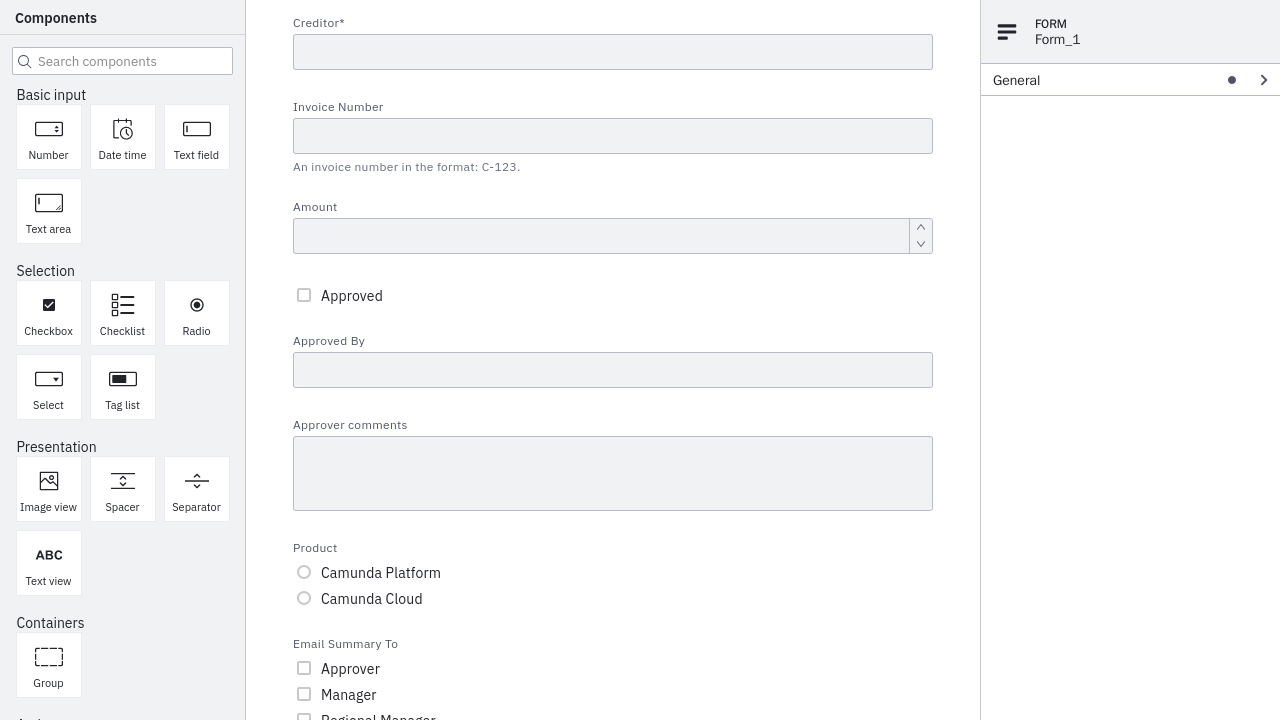 Components
Search components
Basic input
Number
Date time
Text field
Text area
Selection
Checkbox
Checklist
Radio
Select
Tag list
Presentation
Image view
Spacer
Separator
ABC
Text view
Containers
Group
Creditor*
Invoice Number
An invoice number in the format: C-123.
Amount
Approved
Approved By
Approver comments
Product
Camunda Platform
Camunda Cloud
Email Summary To
Approver
Manager
Regional Manager
FORM
Form_1
General